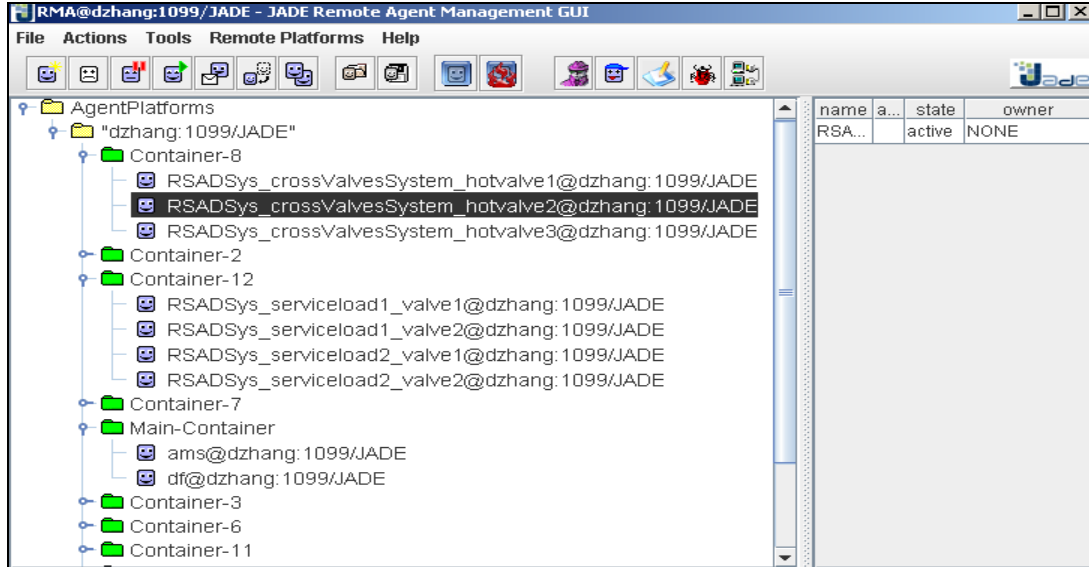 RMA@dzhang:1099/JADE - JADE Remote Agent Management GUI
File Actions Tools Remote Platforms Help
Jade
AgentPlatforms
"dzhang:1099/JADE"
Container-8
RSADSys_crossValvesSystem_hotvalve1@dzhang:1099/JADE
RSADSys_crossValvesSystem_hotvalve2@dzhang:1099/JADE
RSADSys_crossValvesSystem_hotvalve3@dzhang:1099/JADE
Container-2
Container-12
RSADSys_serviceload1_valve1@dzhang:1099/JADE
RSADSys_serviceload1_valve2@dzhang:1099/JADE
RSADSys_serviceload2_valve1@dzhang:1099/JADE
RSADSys_serviceload2_valve2@dzhang:1099/JADE
Container-7
Main-Container
ams@dzhang:1099/JADE
df@dzhang:1099/JADE
Container-3
Container-6
Container-11
name a... state owner
RSA... active NONE